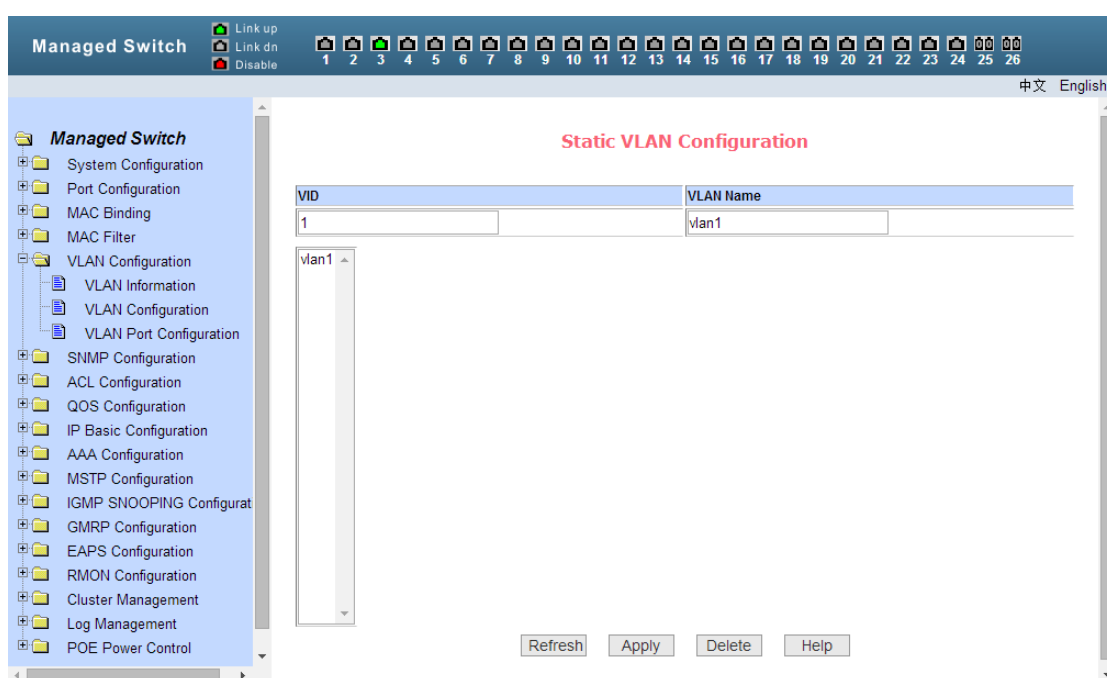 Managed Switch
Link up
Link dn
Disable
1 2 3 4 5 6 7 8 9 10 11 12 13 14 15 16 17 18 19 20 21 22 23 24 25 26
中文 English
Managed Switch
System Configuration
Port Configuration
MAC Binding
MAC Filter
VLAN Configuration
VLAN Information
VLAN Configuration
VLAN Port Configuration
SNMP Configuration
ACL Configuration
QOS Configuration
IP Basic Configuration
AAA Configuration
MSTP Configuration
IGMP SNOOPING Configurat
GMRP Configuration
EAPS Configuration
RMON Configuration
Cluster Management
Log Management
POE Power Control
Static VLAN Configuration
VID VLAN Name
1 vlan1
vlan1
Refresh Apply Delete Help